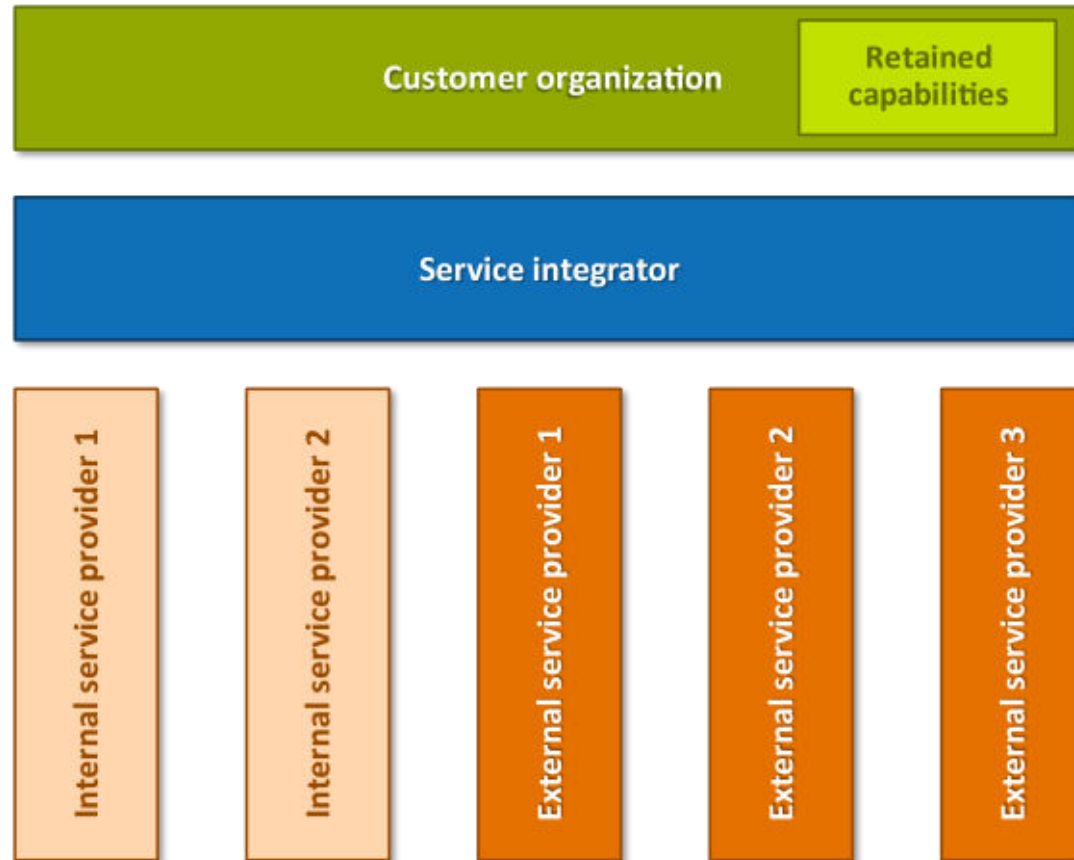 Customer organization
Retained
capabilities
Service integrator
Internal service provider 1
Internal service provider 2
External service provider 1
External service provider 2
External service provider 3